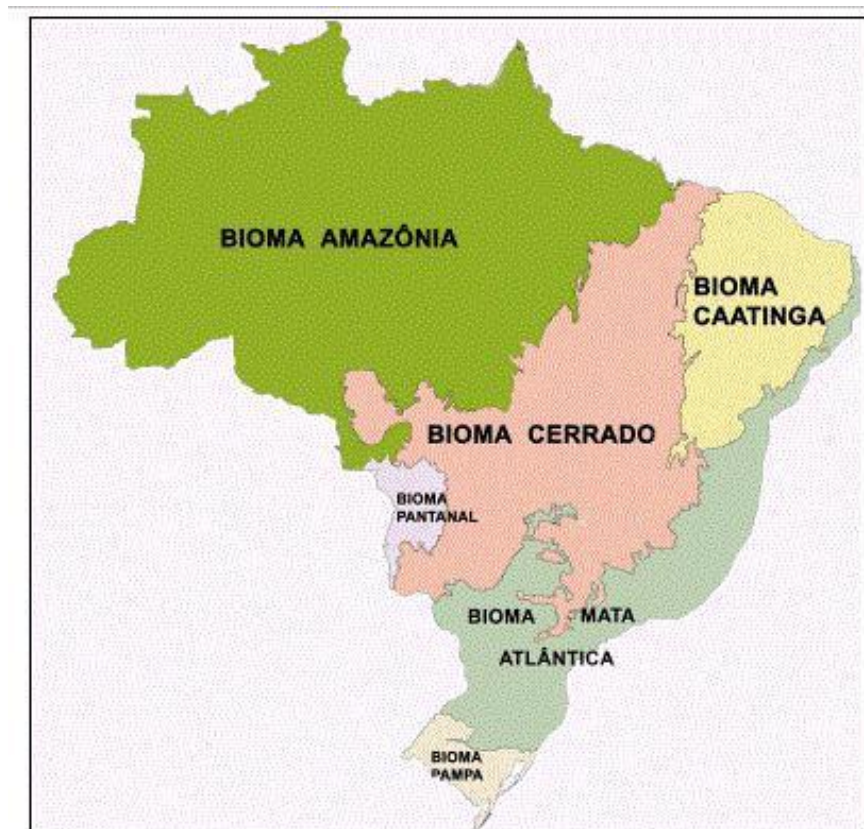 BIOMA AMAZÔNIA
BIOMA
CAATINGA
BIOMA CERRADO
BIOMA
PANTANAL
BIOMA MATA
ATLÂNTICA
BIOMA
PAMPA